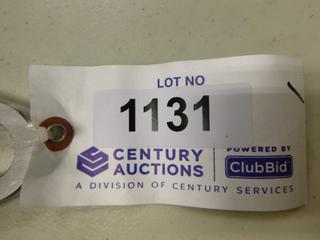 LOT NO
1131
CENTURY
AUCTIONS
POWERED BY
ClubBid
A DIVISION OF CENTURY SERVICES